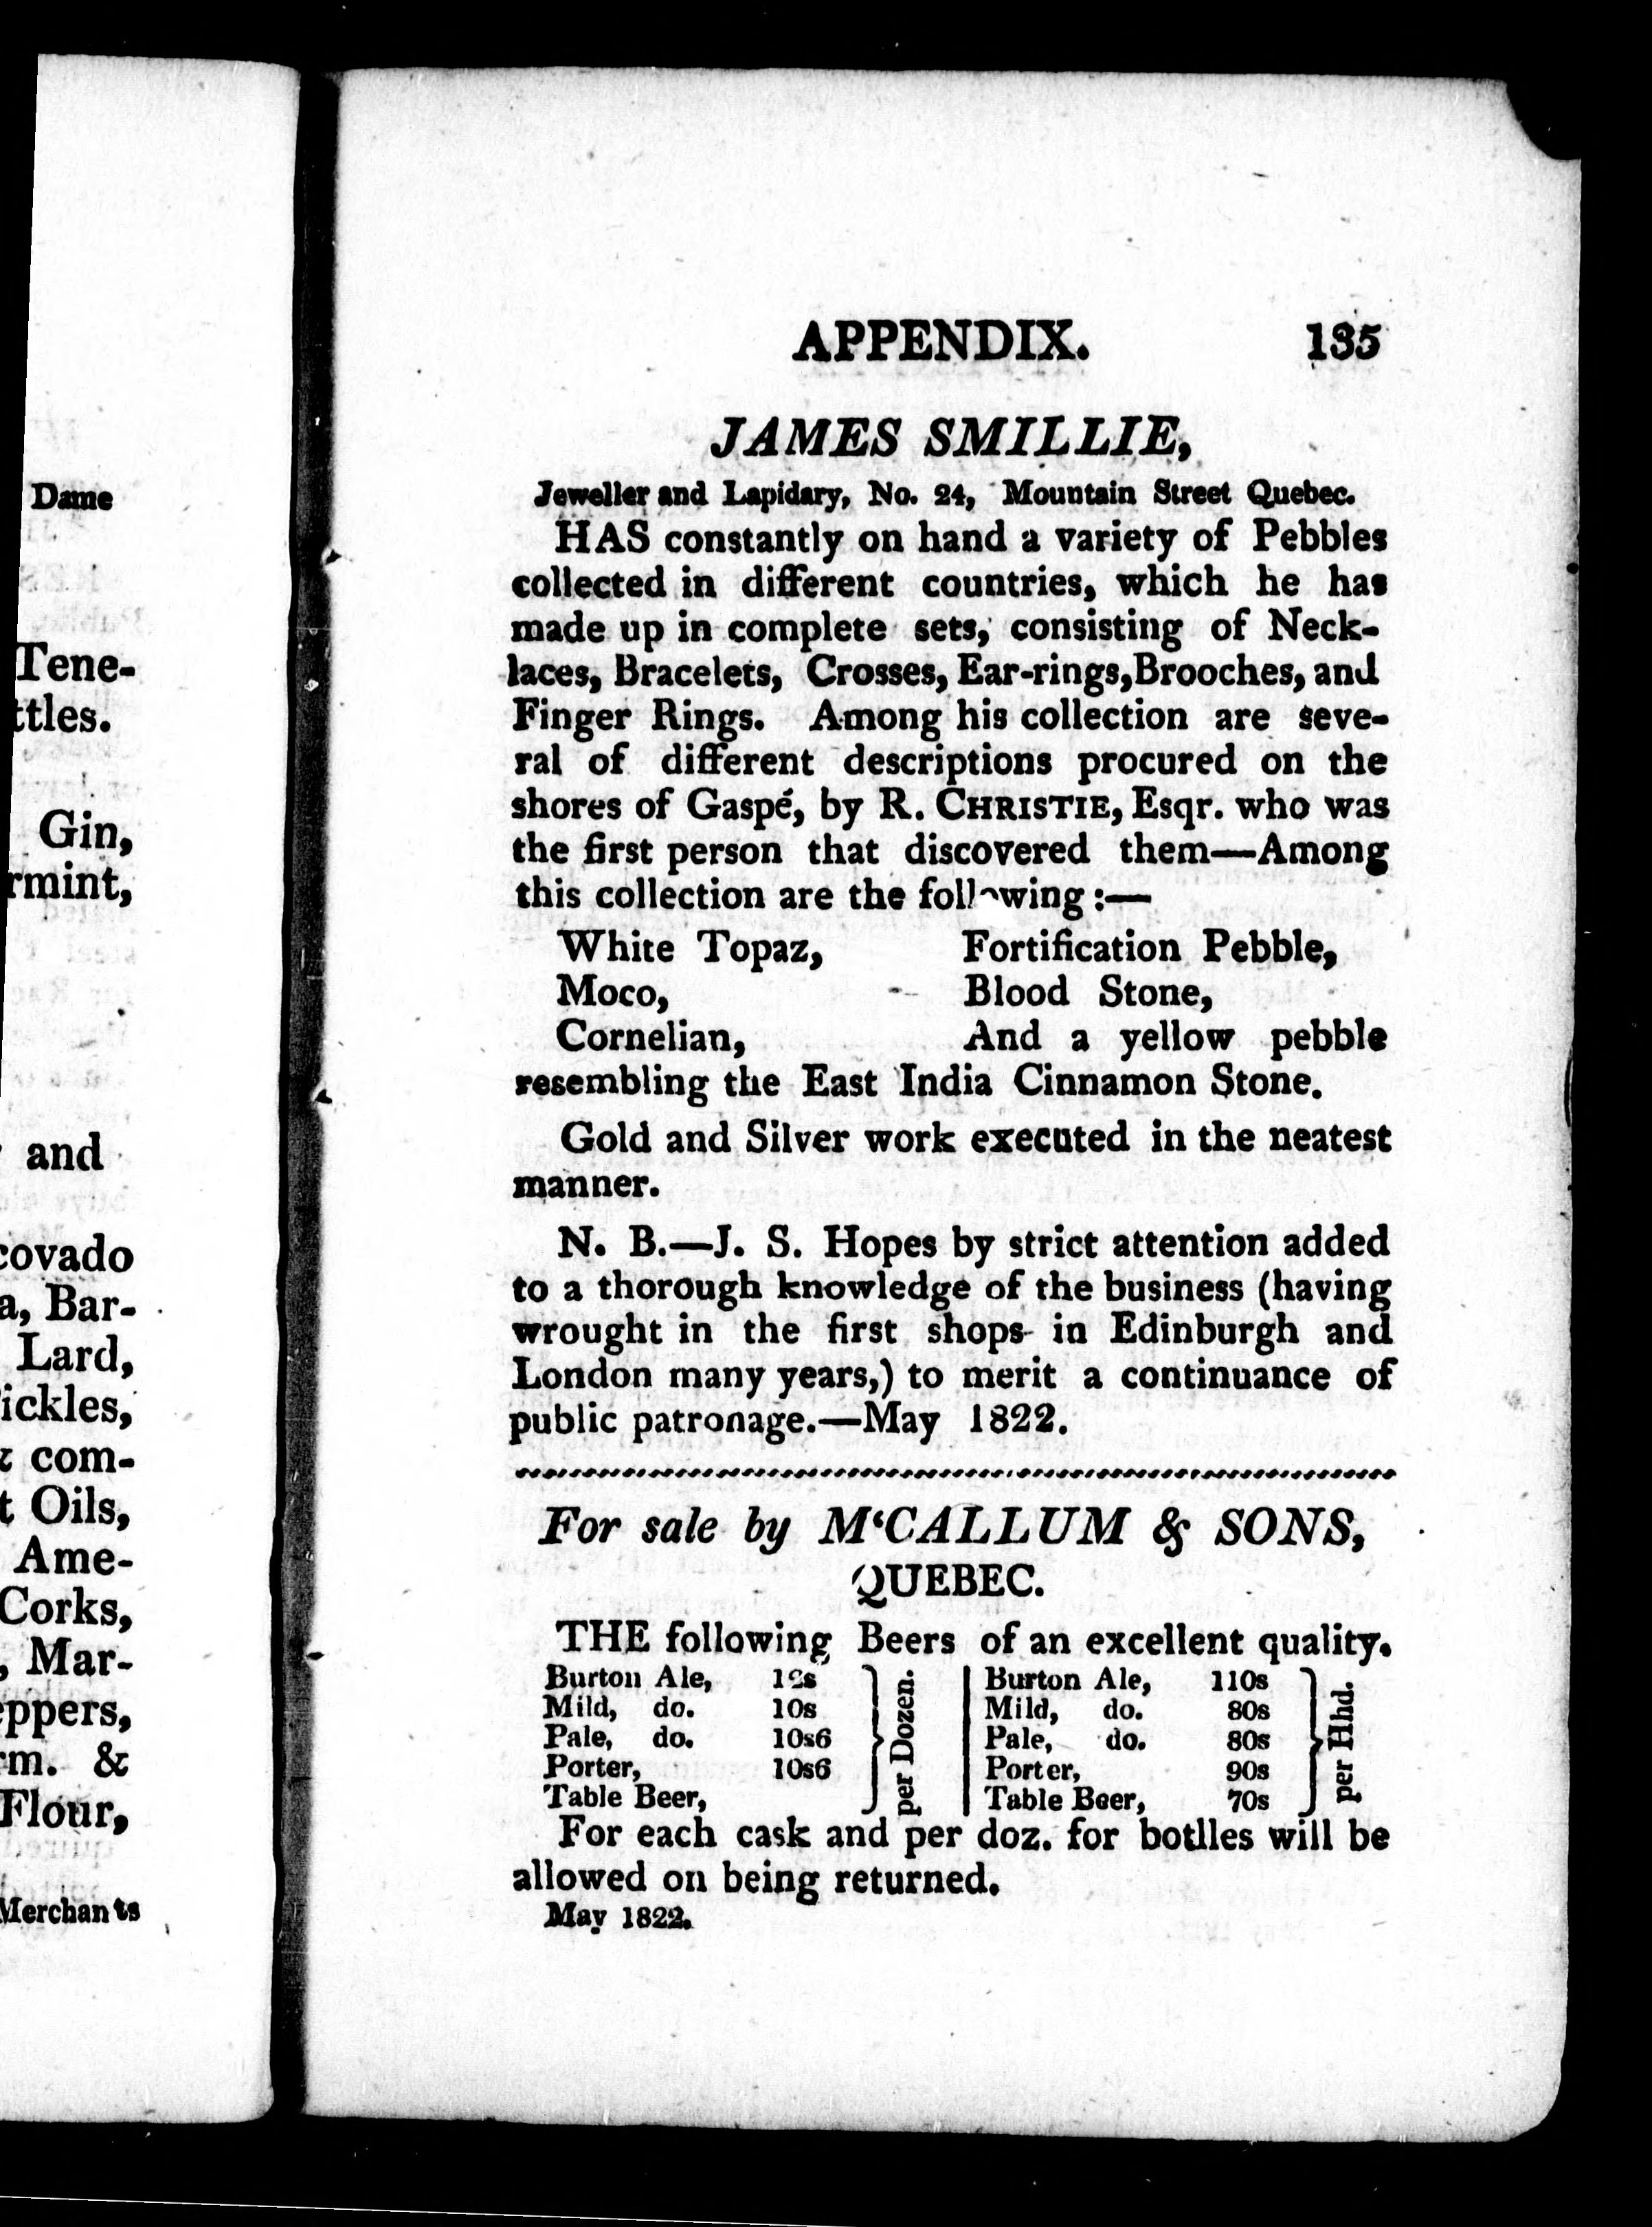 Dame
Tene-
ttles.
Gin,
rmint,
and
covado
a, Bar-
Lard,
ickles,
& com-
t Oils,
Ame-
Corks,
, Mar-
eppers,
rm. &
Flour,
Merchants
APPENDIX. 135
JAMES SMILLIE,
Jeweller and Lapidary, No. 24, Mountain Street Quebec.
HAS constantly on hand a variety of Pebbles
collected in different countries, which he has
made up in complete sets, consisting of Neck-
laces, Bracelets, Crosses, Ear-rings,Brooches, and
Finger Rings. Among his collection are seve-
ral of different descriptions procured on the
shores of Gaspé, by R. CHRISTIE, Esqr. who was
the first person that discovered them—Among
this collection are the following :—
White Topaz, Fortification Pebble,
Moco, Blood Stone,
Cornelian, And a yellow pebble
resembling the East India Cinnamon Stone.
Gold and Silver work executed in the neatest
manner.
N. B.—J. S. Hopes by strict attention added
to a thorough knowledge of the business (having
wrought in the first shops in Edinburgh and
London many years,) to merit a continuance of
public patronage.—May 1822.
For sale by M‘CALLUM & SONS,
QUEBEC.
THE following Beers of an excellent quality.
Burton Ale, 12s Burton Ale, 110s
Mild, do. 10s Mild, do. 80s
Pale, do. 10s6 Pale, do. 80s
Porter, 10s6 Porter, 90s
Table Beer, Table Beer, 70s
per Dozen. per Hhd.
For each cask and per doz. for botlles will be
allowed on being returned.
May 1822.